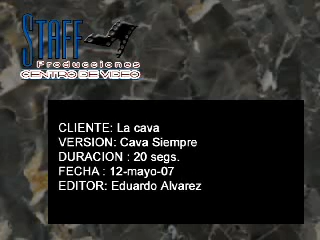 STAFF
Producciones
CENTRO DE VIDEO
CLIENTE: La cava
VERSION: Cava Siempre
DURACION : 20 segs.
FECHA : 12-mayo-07
EDITOR: Eduardo Alvarez